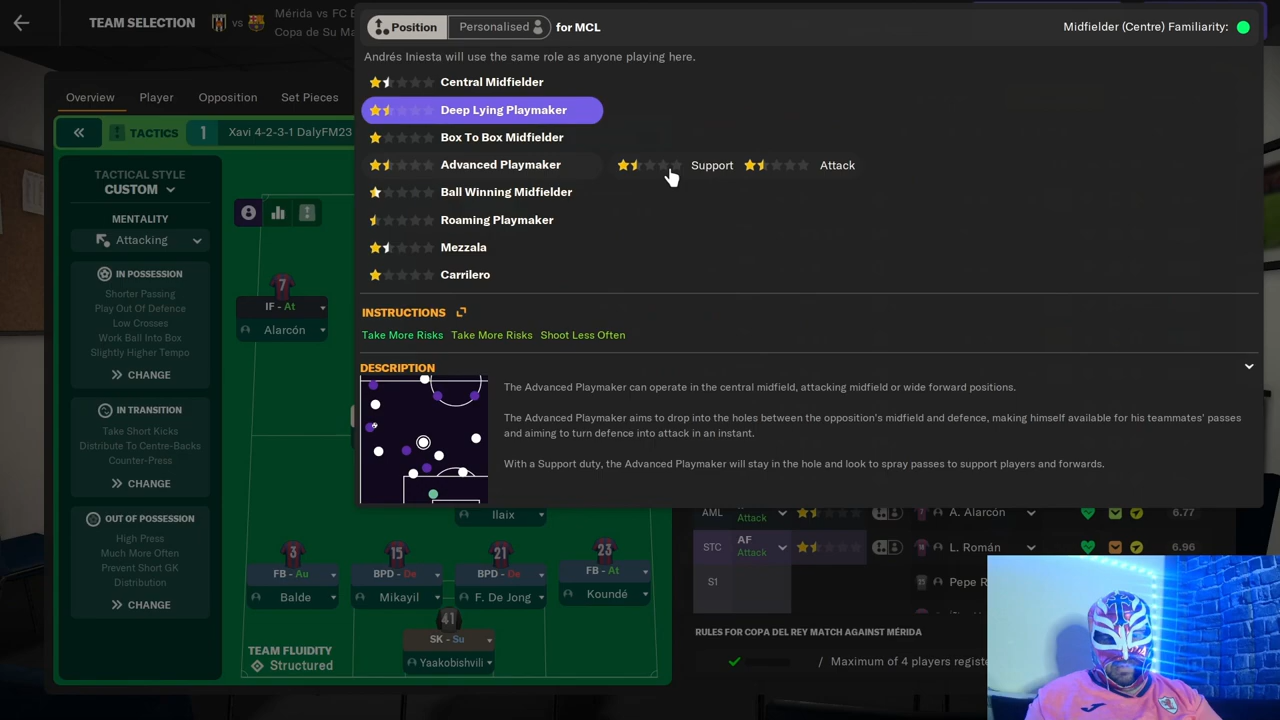 TEAM SELECTION
vs
Mérida vs FC B
Copa de Su Ma
Position
Personalised
for MCL
Midfielder (Centre) Familiarity:
Andrés Iniesta will use the same role as anyone playing here.
Central Midfielder
Deep Lying Playmaker
Box To Box Midfielder
Advanced Playmaker
Support
Attack
Ball Winning Midfielder
Roaming Playmaker
Mezzala
Carrilero
INSTRUCTIONS
Take More Risks Take More Risks Shoot Less Often
DESCRIPTION
The Advanced Playmaker can operate in the central midfield, attacking midfield or wide forward positions.
The Advanced Playmaker aims to drop into the holes between the opposition's midfield and defence, making himself available for his teammates' passes
and aiming to turn defence into attack in an instant.
With a Support duty, the Advanced Playmaker will stay in the hole and look to spray passes to support players and forwards.
Overview Player Opposition Set Pieces
TACTICS 1 Xavi 4-2-3-1 DalyFM23
TACTICAL STYLE
CUSTOM
MENTALITY
Attacking
IN POSSESSION
Shorter Passing
Play Out Of Defence
Low Crosses
Work Ball Into Box
Slightly Higher Tempo
CHANGE
IN TRANSITION
Take Short Kicks
Distribute To Centre-Backs
Counter-Press
CHANGE
OUT OF POSSESSION
High Press
Much More Often
Prevent Short GK
Distribution
CHANGE
7
IF - At
Alarcón
Ilaix
3 15 21 23
FB - Au BPD - De BPD - De FB - At
Balde Mikayil F. De Jong Koundé
41
SK - Su
Yaakobishvili
TEAM FLUIDITY
Structured
AML
Attack
A. Alarcón
6.77
STC
AF
Attack
L. Román
6.96
S1
Pepe R
RULES FOR COPA DEL REY MATCH AGAINST MÉRIDA
/ Maximum of 4 players registe